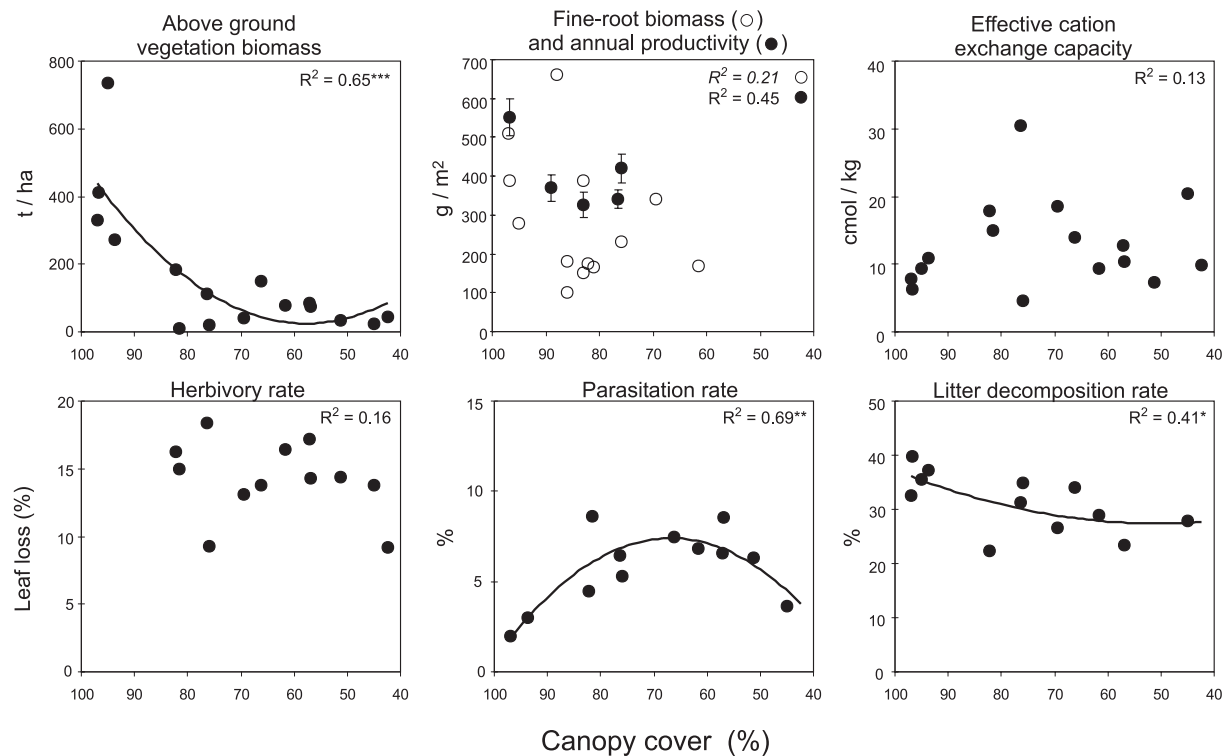 Above ground
vegetation biomass
Fine-root biomass (○)
and annual productivity (●)
Effective cation
exchange capacity
R² = 0.65***
800
600
400
200
0
t / ha
100 90 80 70 60 50 40
R² = 0.21 ○
R² = 0.45 ●
700
600
500
400
300
200
100
0
g / m²
100 90 80 70 60 50 40
R² = 0.13
40
30
20
10
0
cmol / kg
100 90 80 70 60 50 40
Herbivory rate
R² = 0.16
20
15
10
5
0
Leaf loss (%)
100 90 80 70 60 50 40
Parasitation rate
R² = 0.69**
15
10
5
0
%
100 90 80 70 60 50 40
Litter decomposition rate
R² = 0.41*
50
40
30
20
10
0
%
100 90 80 70 60 50 40
Canopy cover (%)